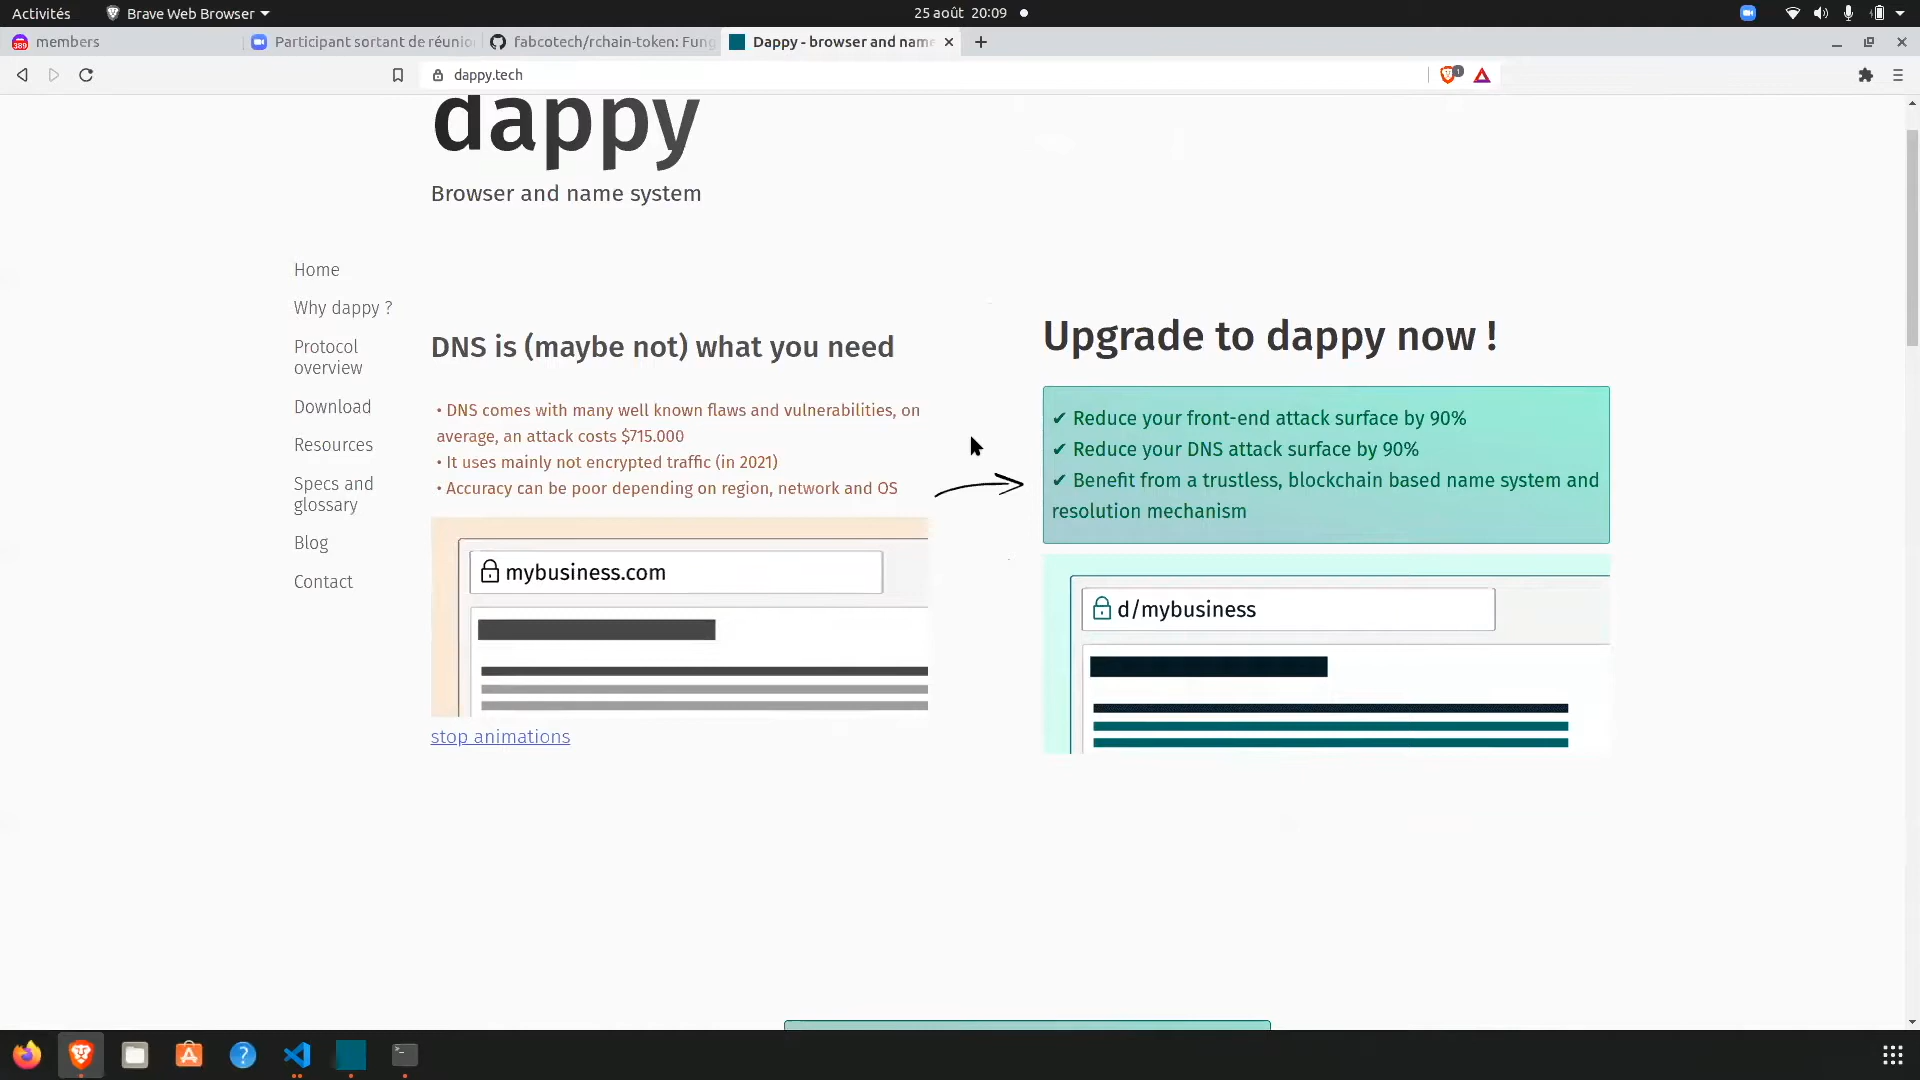 Activités
Brave Web Browser
25 août 20:09
389
members
Participant sortant de réunio
fabcotech/rchain-token: Fung
Dappy - browser and name
dappy.tech
1
dappy
Browser and name system
Home
Why dappy ?
Protocol
overview
Download
Resources
Specs and
glossary
Blog
Contact
DNS is (maybe not) what you need
• DNS comes with many well known flaws and vulnerabilities, on
average, an attack costs $715.000
• It uses mainly not encrypted traffic (in 2021)
• Accuracy can be poor depending on region, network and OS
mybusiness.com
stop animations
Upgrade to dappy now !
✔ Reduce your front-end attack surface by 90%
✔ Reduce your DNS attack surface by 90%
✔ Benefit from a trustless, blockchain based name system and
resolution mechanism
d/mybusiness